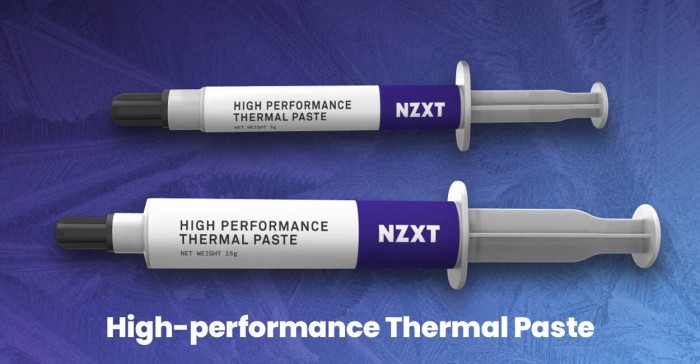 HIGH PERFORMANCE
THERMAL PASTE
NET WEIGHT 5g
NZXT
HIGH PERFORMANCE
THERMAL PASTE
NET WEIGHT 15g
NZXT
High-performance Thermal Paste